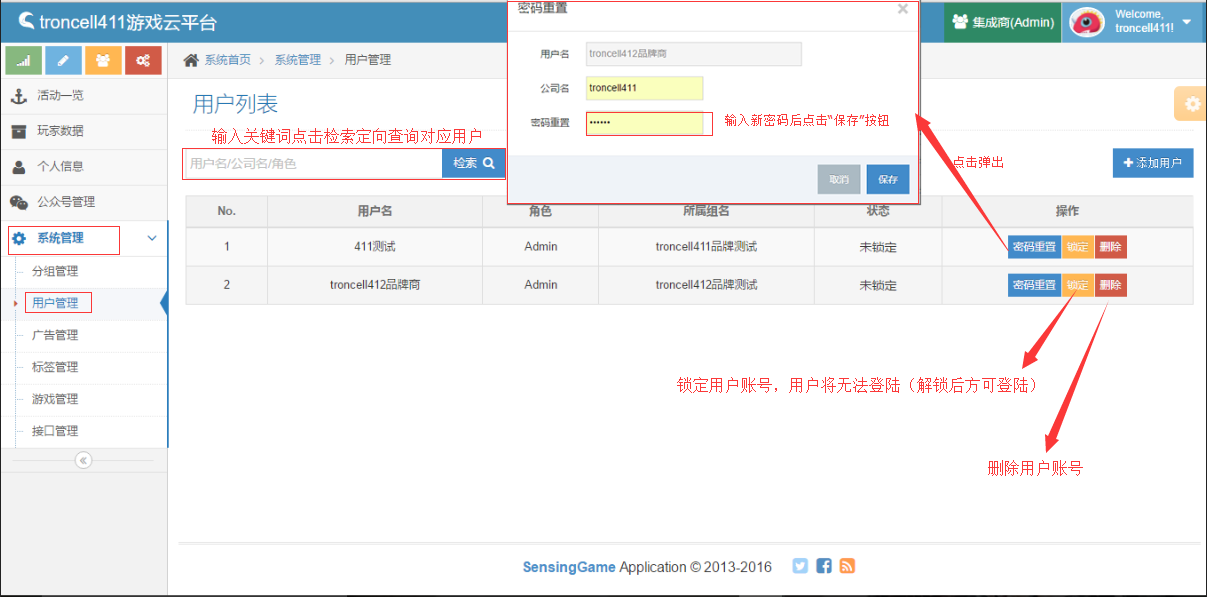 troncell411游戏云平台
密码重置
集成商(Admin)
Welcome,
troncell411!
系统首页
系统管理
用户管理
用户名
troncell412品牌商
公司名
troncell411
密码重置
••••••
输入新密码后点击“保存”按钮
取消
保存
活动一览
玩家数据
个人信息
公众号管理
系统管理
分组管理
用户管理
广告管理
标签管理
游戏管理
接口管理
用户列表
输入关键词点击检索定向查询对应用户
用户名/公司名/角色
检索
点击弹出
添加用户
No. 用户名 角色 所属组名 状态 操作
1 411测试 Admin troncell411品牌测试 未锁定 密码重置 锁定 删除
2 troncell412品牌商 Admin troncell412品牌测试 未锁定 密码重置 锁定 删除
锁定用户账号，用户将无法登陆（解锁后方可登陆）
删除用户账号
SensingGame Application © 2013-2016